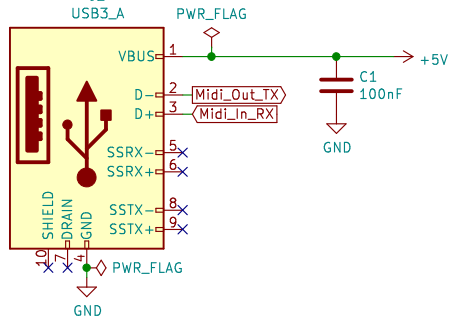 USB3_A
PWR_FLAG
VBUS 1
+5V
D- 2 Midi_Out_TX
D+ 3 Midi_In_RX
C1
100nF
GND
SSRX- 5
SSRX+ 6
SSTX- 8
SSTX+ 9
SHIELD
DRAIN
GND
10
7
4
PWR_FLAG
GND